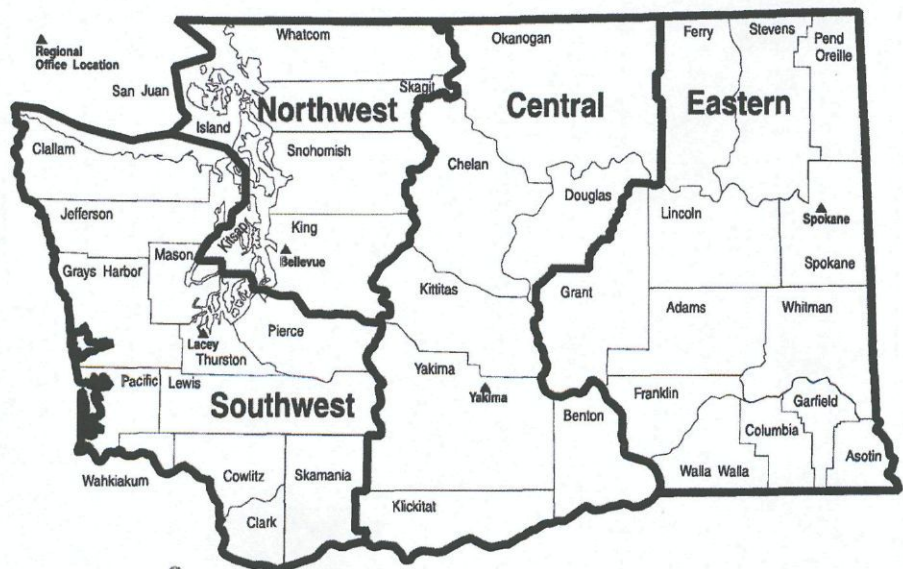 Regional
Office Location
San Juan
Whatcom
Skagit
Northwest
Island
Snohomish
King
Kitsap
Bellevue
Okanogan
Central
Chelan
Douglas
Kittitas
Yakima
Yakima
Benton
Klickitat
Ferry
Stevens
Pend
Oreille
Eastern
Lincoln
Spokane
Spokane
Grant
Adams
Whitman
Franklin
Garfield
Columbia
Walla Walla
Asotin
Clallam
Jefferson
Mason
Grays Harbor
Lacey
Thurston
Pierce
Pacific
Lewis
Southwest
Wahkiakum
Cowlitz
Skamania
Clark